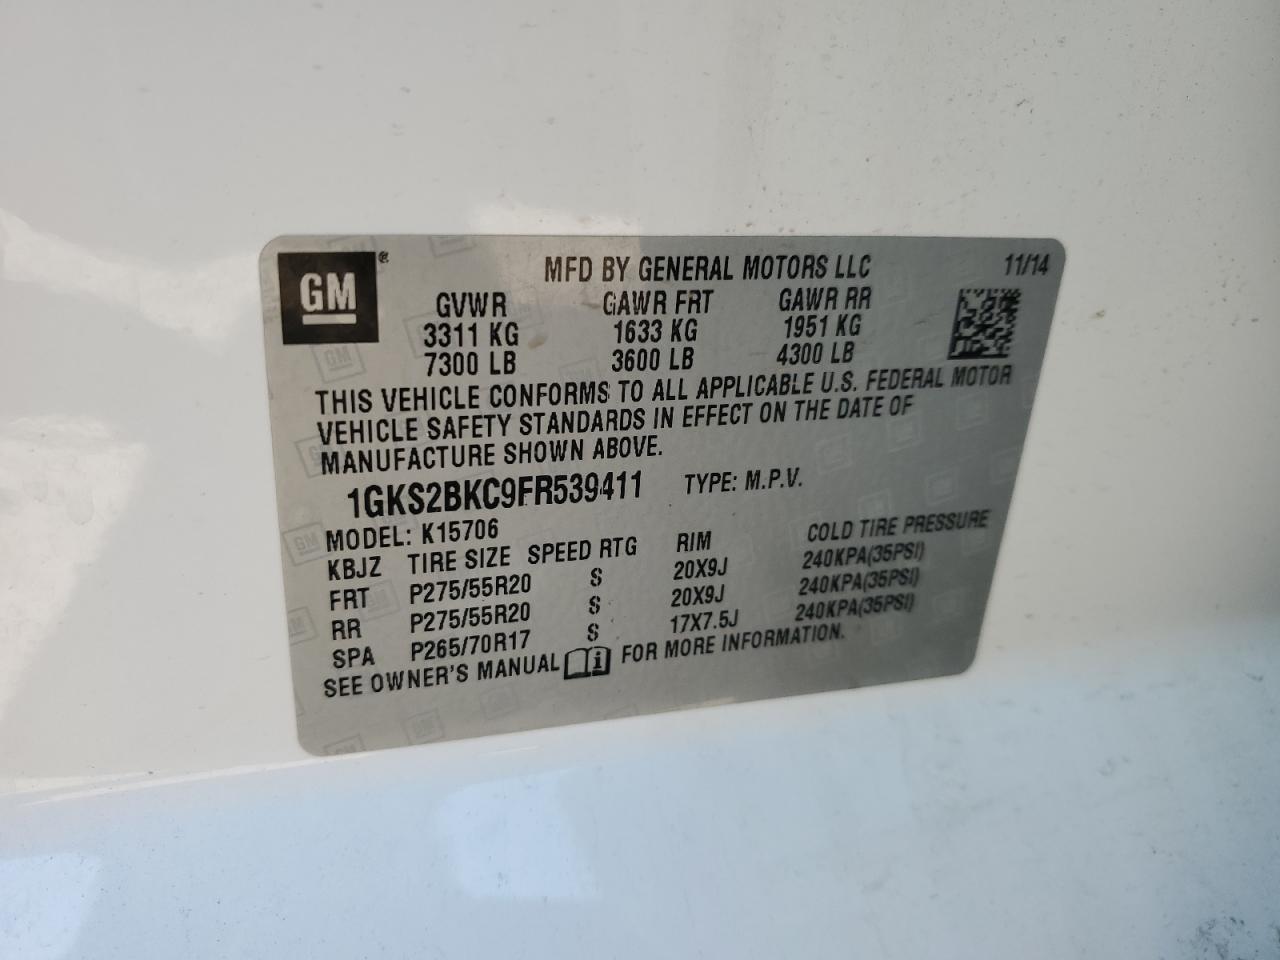 GM®
MFD BY GENERAL MOTORS LLC 11/14
GVWR GAWR FRT GAWR RR
3311 KG 1633 KG 1951 KG
7300 LB 3600 LB 4300 LB
THIS VEHICLE CONFORMS TO ALL APPLICABLE U.S. FEDERAL MOTOR
VEHICLE SAFETY STANDARDS IN EFFECT ON THE DATE OF
MANUFACTURE SHOWN ABOVE.
1GKS2BKC9FR539411 TYPE: M.P.V.
MODEL: K15706
KBJZ TIRE SIZE SPEED RTG RIM COLD TIRE PRESSURE
FRT P275/55R20 S 20X9J 240KPA(35PSI)
RR P275/55R20 S 20X9J 240KPA(35PSI)
SPA P265/70R17 S 17X7.5J 240KPA(35PSI)
SEE OWNER'S MANUAL FOR MORE INFORMATION.